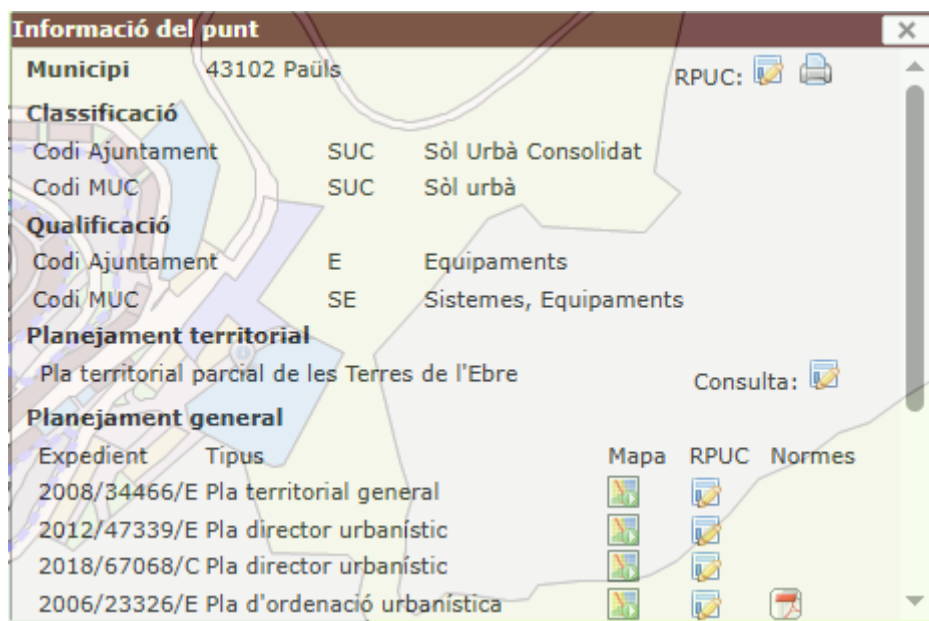 Informació del punt
Municipi 43102 Paüls RPUC:
Classificació
Codi Ajuntament SUC Sòl Urbà Consolidat
Codi MUC SUC Sòl urbà
Qualificació
Codi Ajuntament E Equipaments
Codi MUC SE Sistemes, Equipaments
Planejament territorial
Pla territorial parcial de les Terres de l'Ebre Consulta:
Planejament general
Expedient Tipus Mapa RPUC Normes
2008/34466/E Pla territorial general
2012/47339/E Pla director urbanístic
2018/67068/C Pla director urbanístic
2006/23326/E Pla d'ordenació urbanística